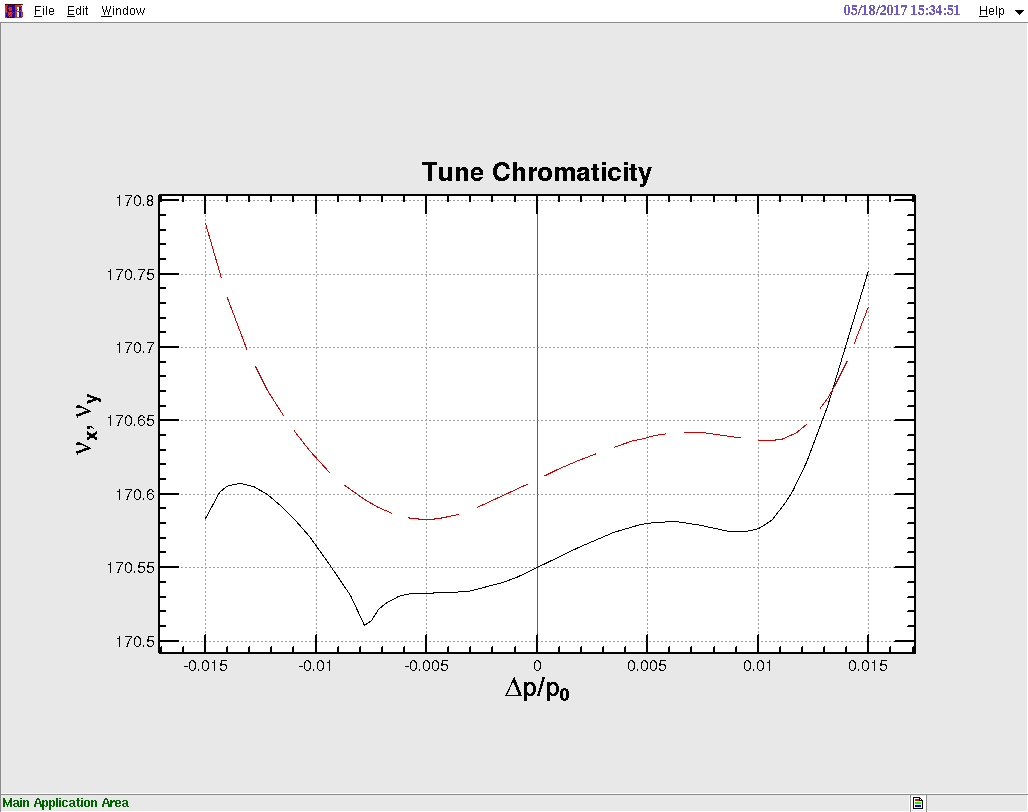 File Edit Window 05/18/2017 15:34:51 Help
Tune Chromaticity
170.8
170.75
170.7
170.65
170.6
170.55
170.5
νx, νy
-0.015 -0.01 -0.005 0 0.005 0.01 0.015
Δp/p0
Main Application Area